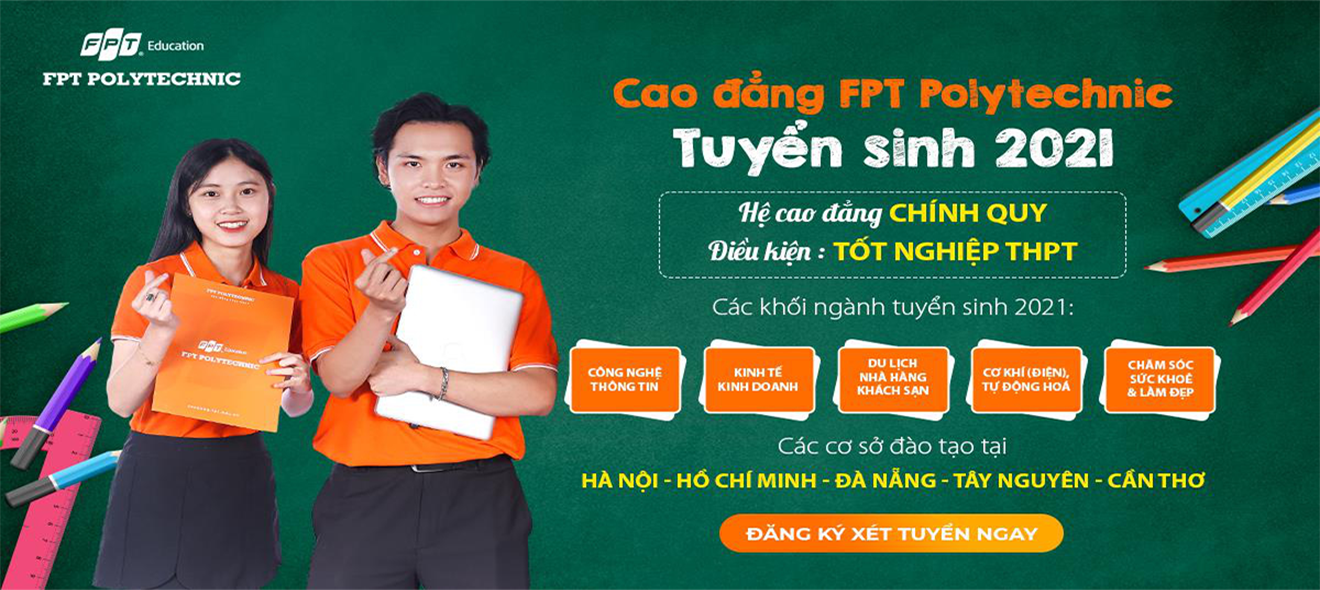 FPT Education
FPT POLYTECHNIC
Cao đẳng FPT Polytechnic
Tuyển sinh 2021
Hệ cao đẳng CHÍNH QUY
Điều kiện : TỐT NGHIỆP THPT
Các khối ngành tuyển sinh 2021:
CÔNG NGHỆ
THÔNG TIN
KINH TẾ
KINH DOANH
DU LỊCH
NHÀ HÀNG
KHÁCH SẠN
CƠ KHÍ (ĐIỆN),
TỰ ĐỘNG HOÁ
CHĂM SÓC
SỨC KHOẺ
& LÀM ĐẸP
Các cơ sở đào tạo tại
HÀ NỘI - HỒ CHÍ MINH - ĐÀ NẴNG - TÂY NGUYÊN - CẦN THƠ
ĐĂNG KÝ XÉT TUYỂN NGAY
FPT POLYTECHNIC
FPT Education
FPT POLYTECHNIC